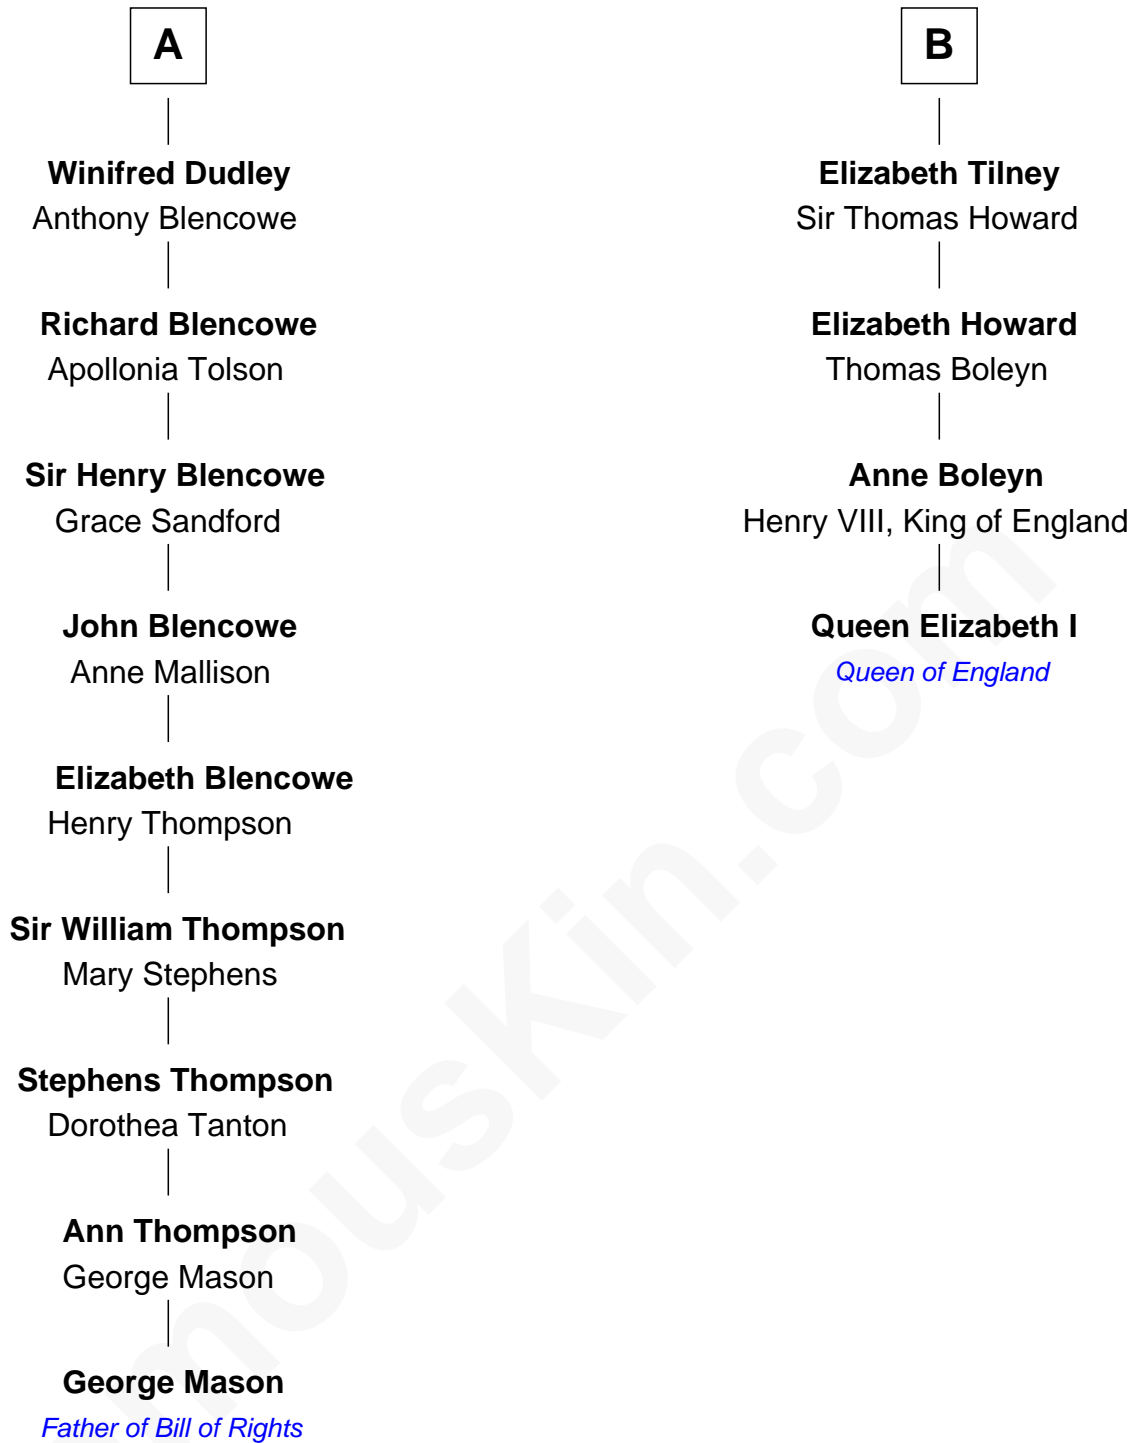 A
Winifred Dudley
Anthony Blencowe
Richard Blencowe
Apollonia Tolson
Sir Henry Blencowe
Grace Sandford
John Blencowe
Anne Mallison
Elizabeth Blencowe
Henry Thompson
Sir William Thompson
Mary Stephens
Stephens Thompson
Dorothea Tanton
Ann Thompson
George Mason
George Mason
Father of Bill of Rights
B
Elizabeth Tilney
Sir Thomas Howard
Elizabeth Howard
Thomas Boleyn
Anne Boleyn
Henry VIII, King of England
Queen Elizabeth I
Queen of England
mouskin.com